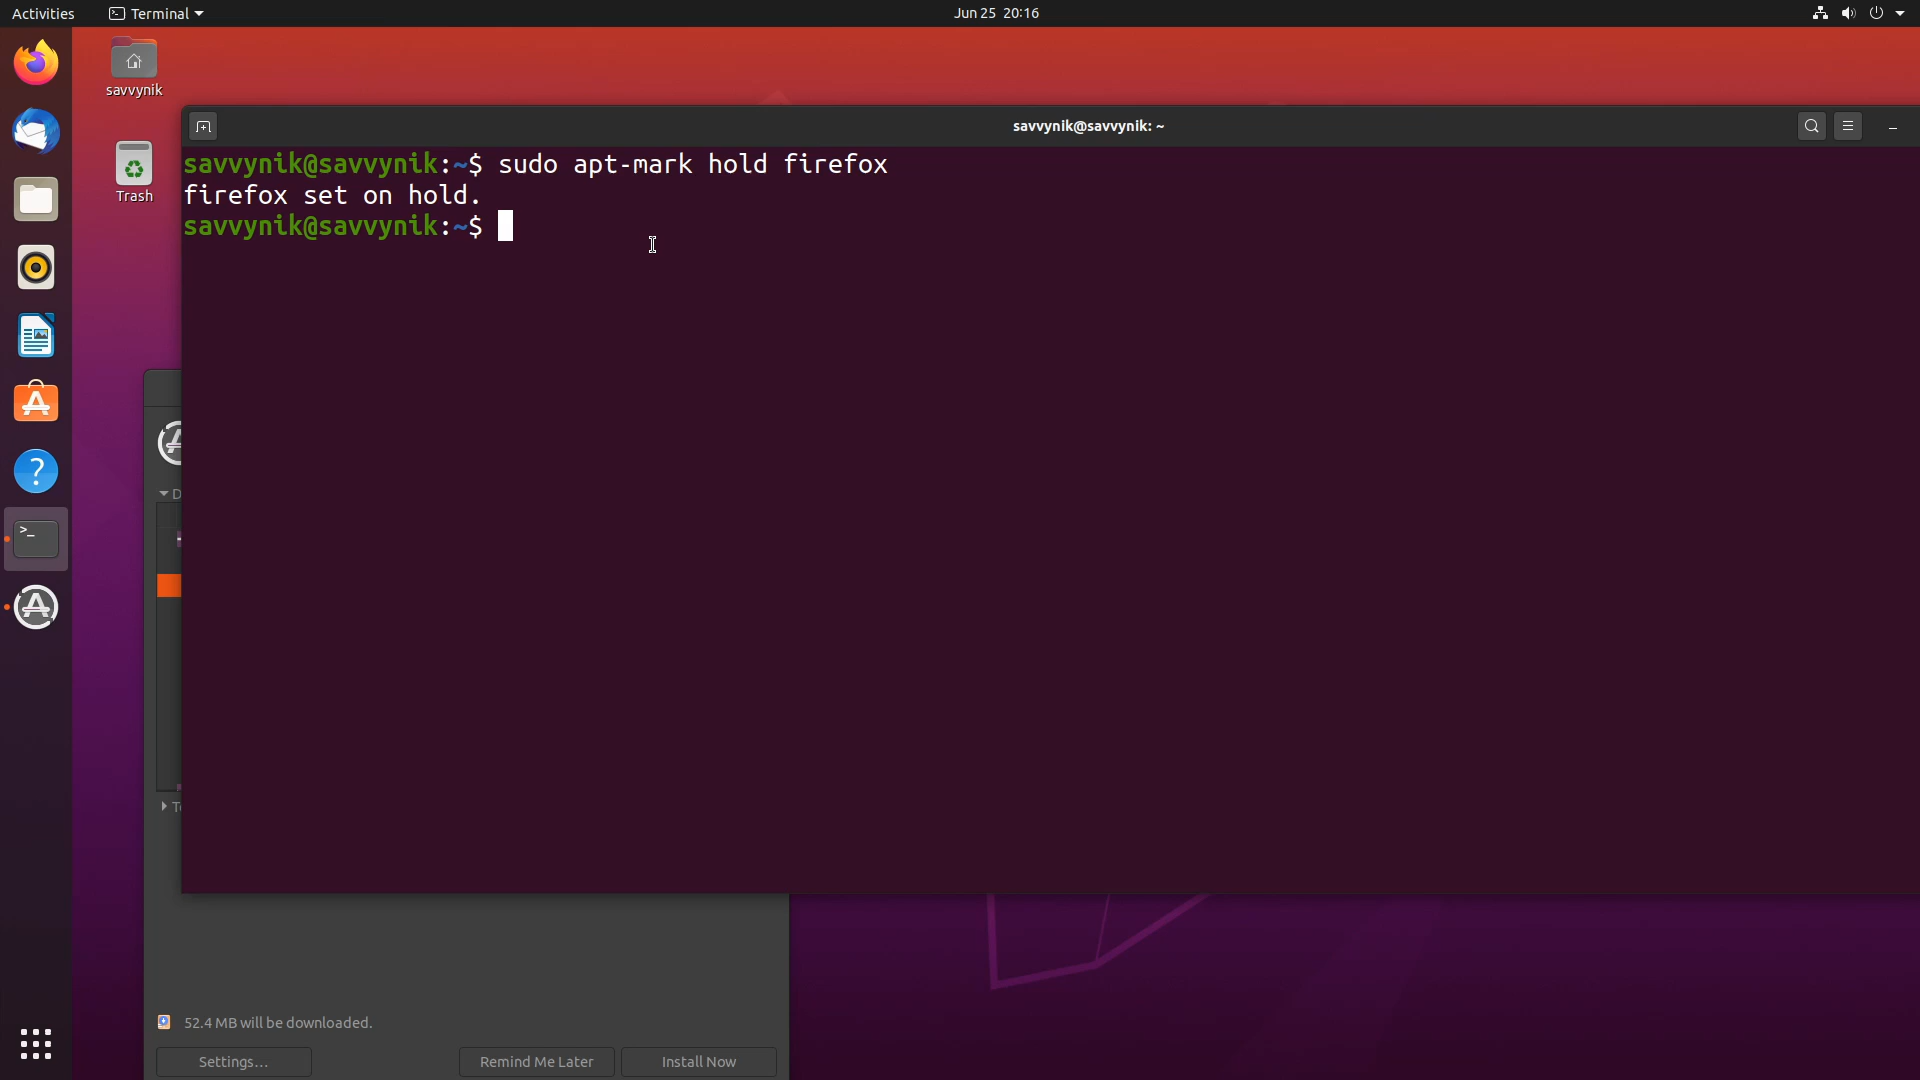 Activities
Terminal
Jun 25 20:16
savvynik
Trash
savvynik@savvynik: ~
savvynik@savvynik:~$ sudo apt-mark hold firefox
firefox set on hold.
savvynik@savvynik:~$
52.4 MB will be downloaded.
Settings...
Remind Me Later
Install Now